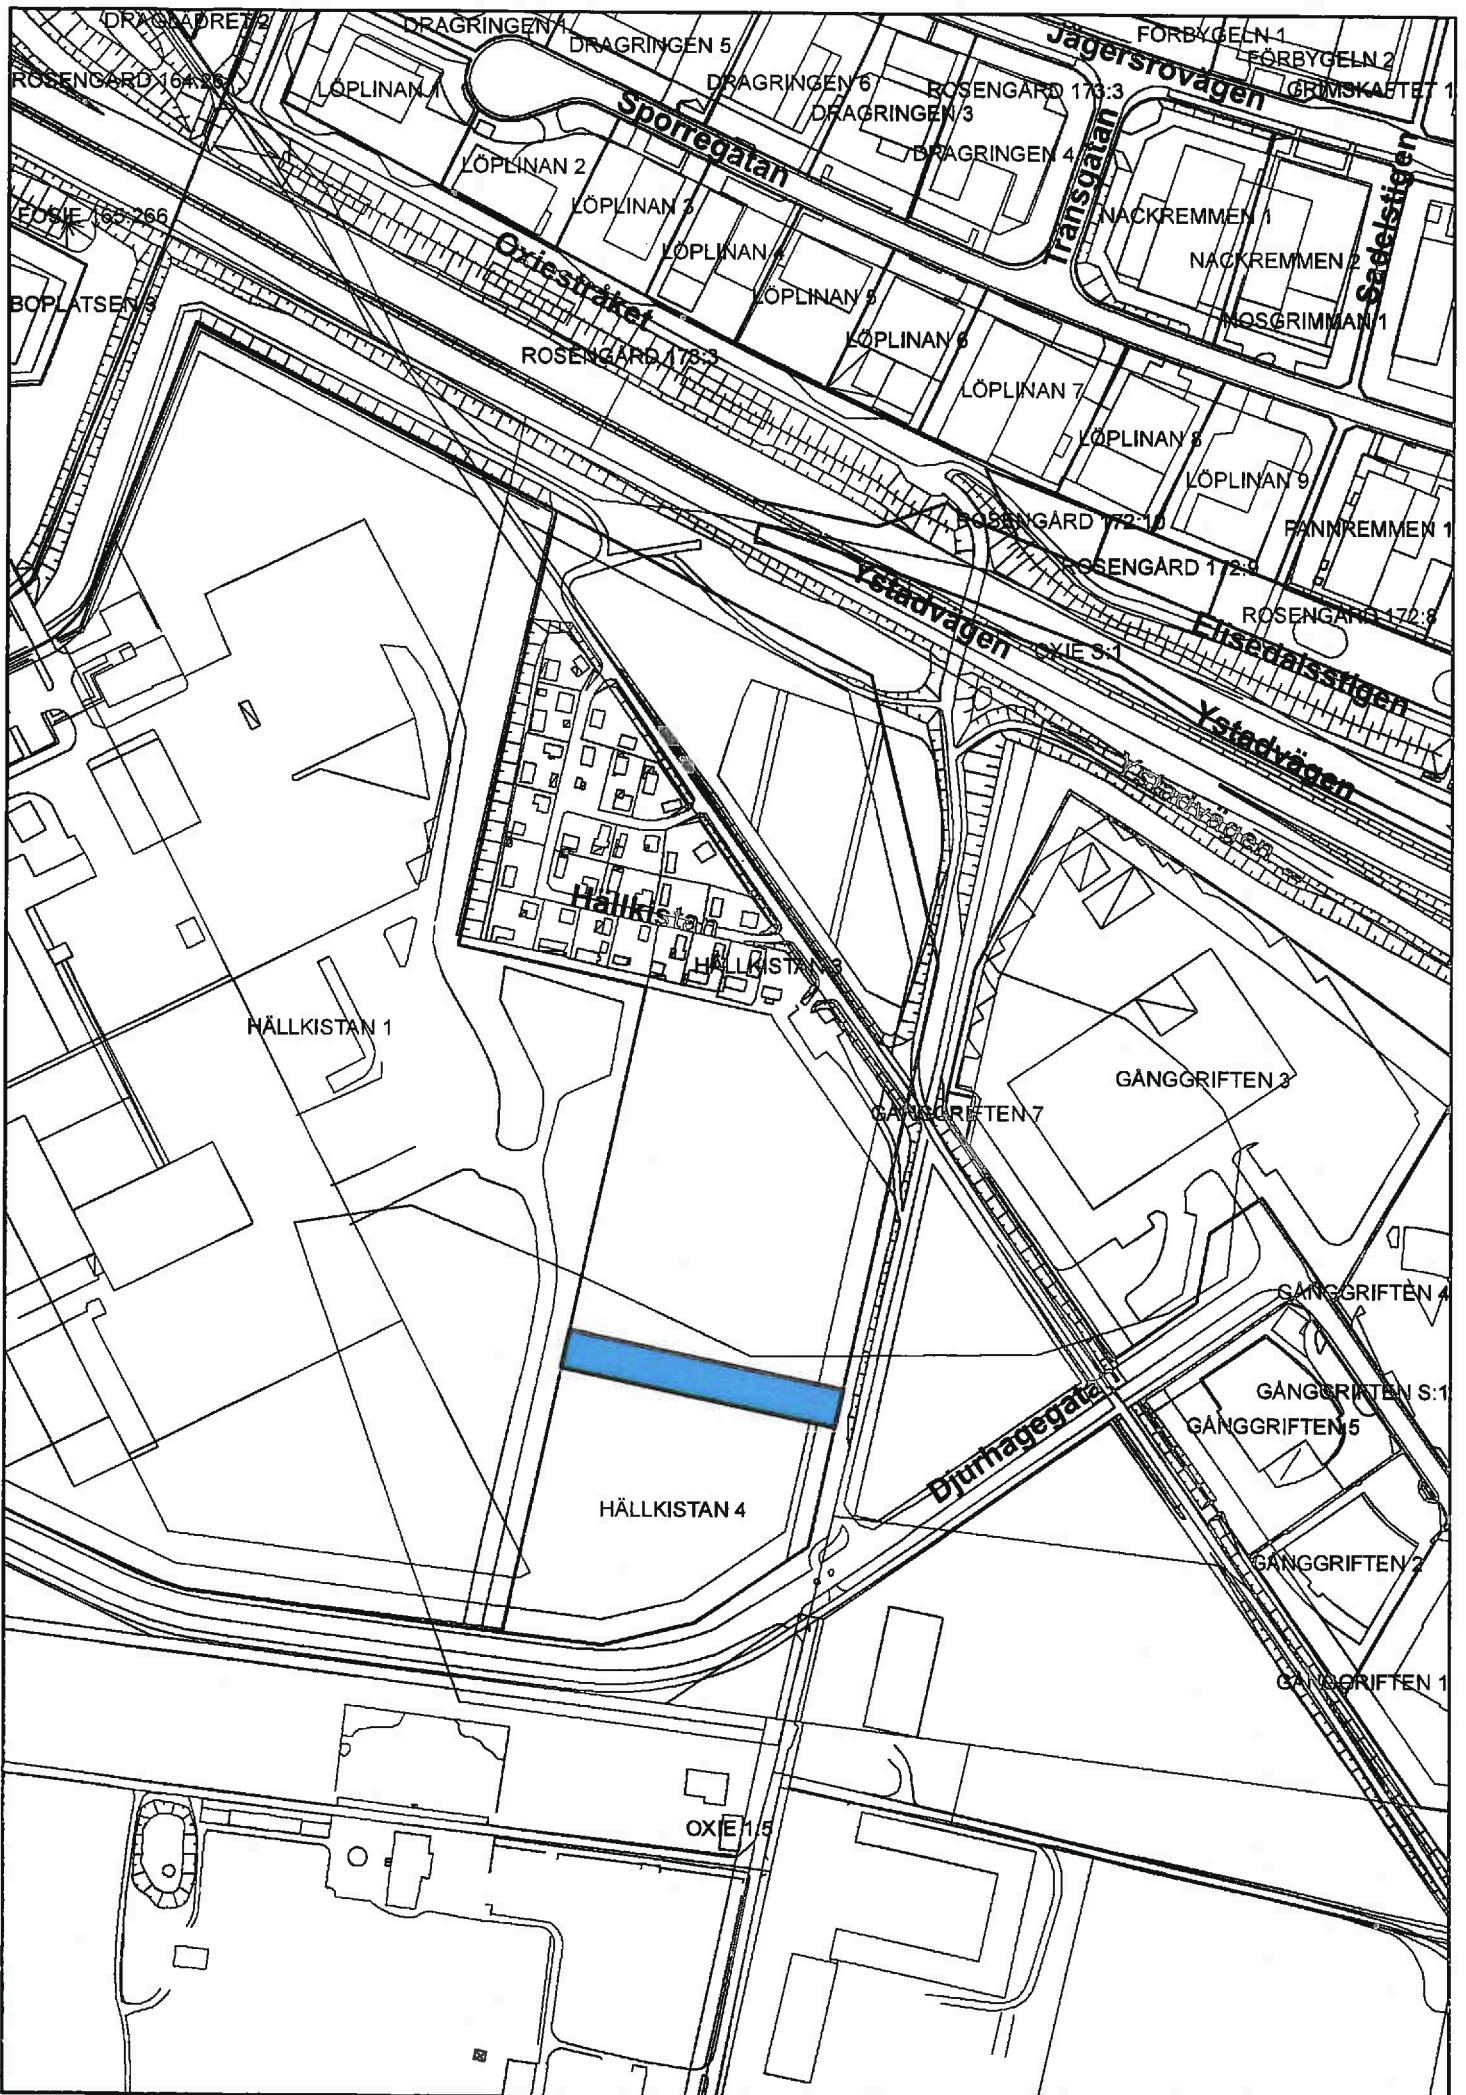 DRAGLÄDRET 2
DRAGRINGEN 1
DRAGRINGEN 5
Jägersrovägen
FÖRBYGELN 1
FÖRBYGELN 2
ROSENGÅRD 164:26
LÖPLINAN 1
DRAGRINGEN 6
ROSENGÅRD 173:3
GRIMSKAFTET 1
Sporregatan
DRAGRINGEN 3
DRAGRINGEN 4
Tränsgatan
Sadelstigen
LÖPLINAN 2
FOSIE 165:266
LÖPLINAN 3
NACKREMMEN 1
Oxiestråket
LÖPLINAN 4
NACKREMMEN 2
BOPLATSEN 3
LÖPLINAN 5
NOSGRIMMAN 1
ROSENGÅRD 173:3
LÖPLINAN 6
LÖPLINAN 7
LÖPLINAN 8
LÖPLINAN 9
ROSENGÅRD 172:10
PANNREMMEN 1
ROSENGÅRD 172:9
Ystadvägen
ROSENGÅRD 172:8
OXIE S:1
Elisedalsstigen
Ystadvägen
Ystadvägen
Hällkistan
HÄLLKISTAN 3
HÄLLKISTAN 1
GÅNGGRIFTEN 3
GÅNGGRIFTEN 7
GÅNGGRIFTEN 4
GÅNGGRIFTEN S:1
GÅNGGRIFTEN 5
Djurhagegatan
HÄLLKISTAN 4
GÅNGGRIFTEN 2
GÅNGGRIFTEN 1
OXIE 1:5